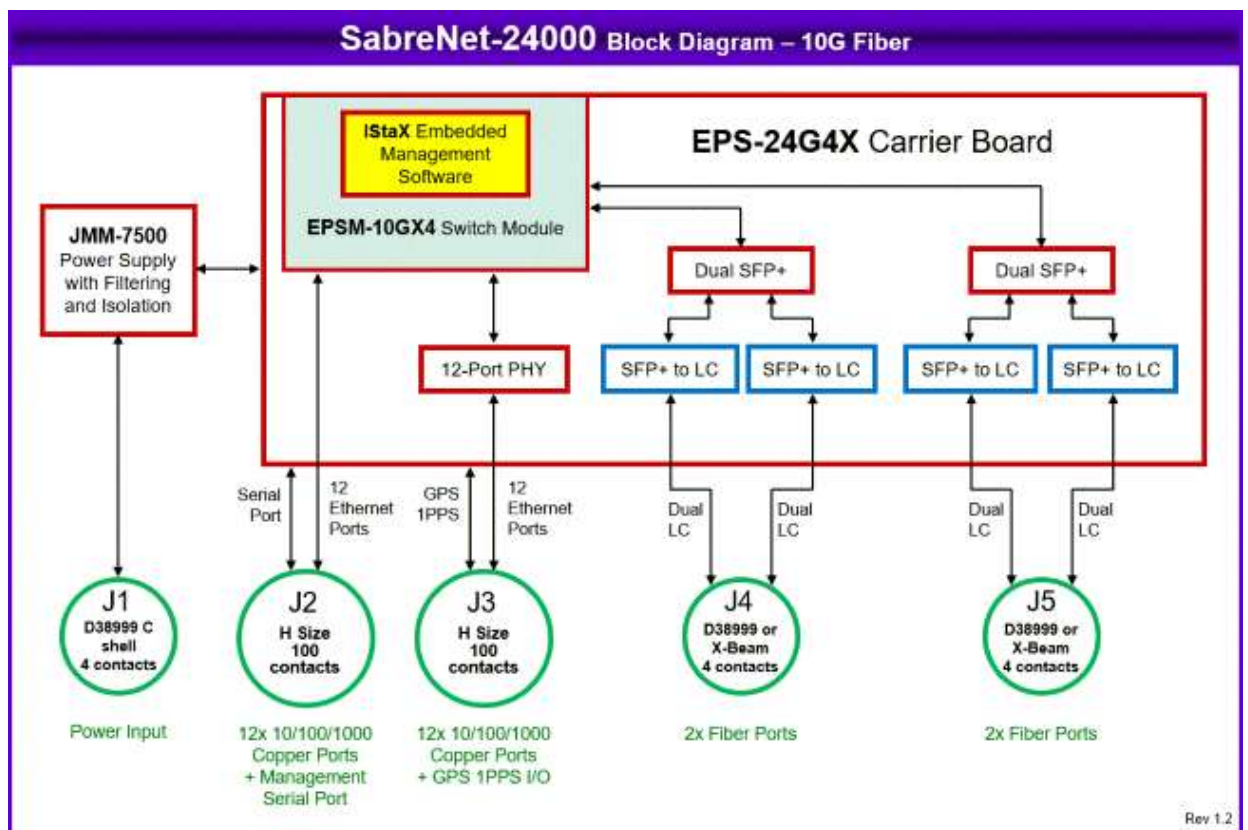 SabreNet-24000 Block Diagram – 10G Fiber
IStaX Embedded
Management
Software
EPSM-10GX4 Switch Module
EPS-24G4X Carrier Board
JMM-7500
Power Supply
with Filtering
and Isolation
Dual SFP+
Dual SFP+
12-Port PHY
SFP+ to LC
SFP+ to LC
SFP+ to LC
SFP+ to LC
Serial
Port
12
Ethernet
Ports
GPS
1PPS
12
Ethernet
Ports
Dual
LC
Dual
LC
Dual
LC
Dual
LC
J1
D38999 C
shell
4 contacts
J2
H Size
100
contacts
J3
H Size
100
contacts
J4
D38999 or
X-Beam
4 contacts
J5
D38999 or
X-Beam
4 contacts
Power Input
12x 10/100/1000
Copper Ports
+ Management
Serial Port
12x 10/100/1000
Copper Ports
+ GPS 1PPS I/O
2x Fiber Ports
2x Fiber Ports
Rev 1.2